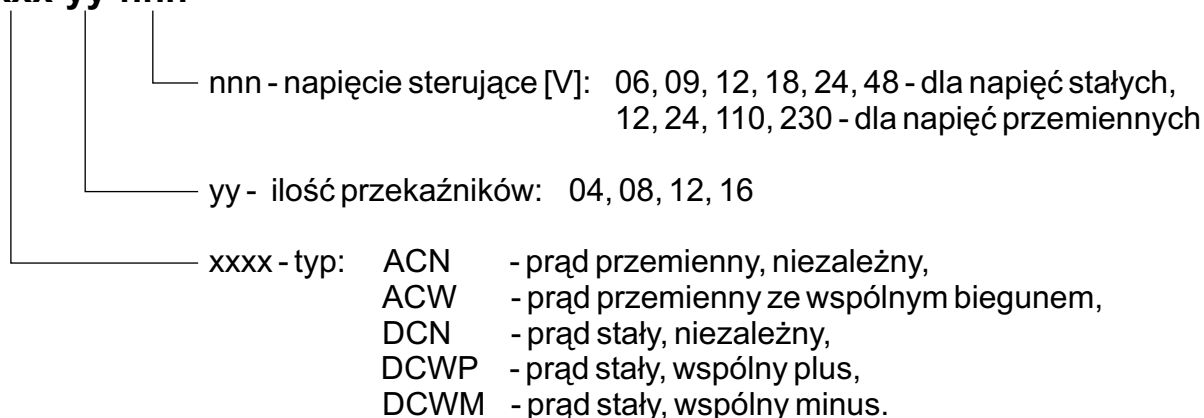 nnn - napięcie sterujące [V]: 06, 09, 12, 18, 24, 48 - dla napięć stałych,
12, 24, 110, 230 - dla napięć przemiennych
yy - ilość przekaźników: 04, 08, 12, 16
xxxx - typ: ACN - prąd przemienny, niezależny,
ACW - prąd przemienny ze wspólnym biegunem,
DCN - prąd stały, niezależny,
DCWP - prąd stały, wspólny plus,
DCWM - prąd stały, wspólny minus.